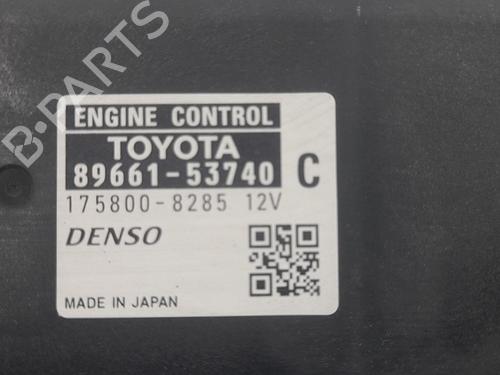 B-PARTS
ENGINE CONTROL
TOYOTA
89661-53740 C
175800-8285 12V
DENSO
MADE IN JAPAN